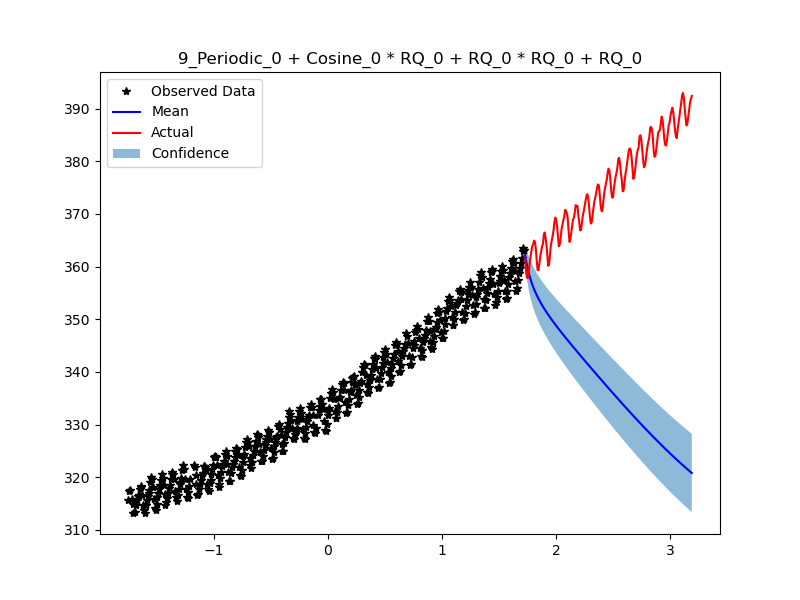 9_Periodic_0 + Cosine_0 * RQ_0 + RQ_0 * RQ_0 + RQ_0
Observed Data
Mean
Actual
Confidence
390
380
370
360
350
340
330
320
310
−1
0
1
2
3